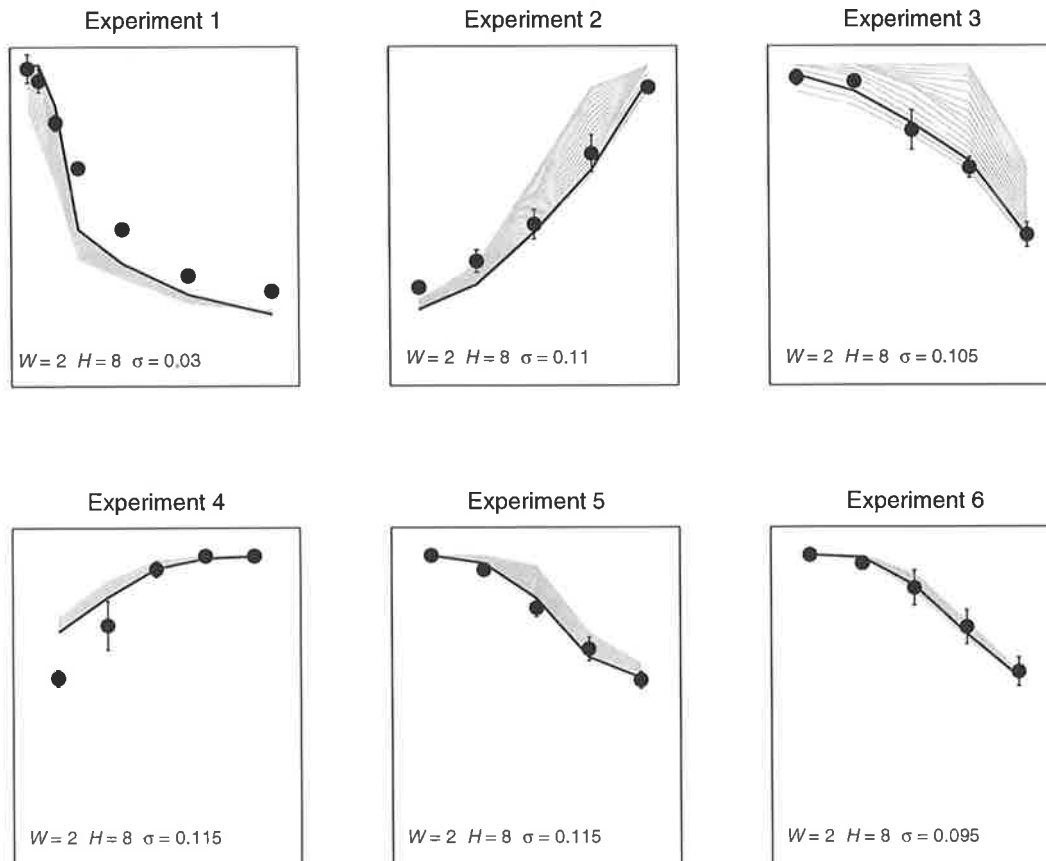 Experiment 1
Experiment 2
Experiment 3
W = 2 H = 8 σ = 0.03
W = 2 H = 8 σ = 0.11
W = 2 H = 8 σ = 0.105
Experiment 4
Experiment 5
Experiment 6
W = 2 H = 8 σ = 0.115
W = 2 H = 8 σ = 0.115
W = 2 H = 8 σ = 0.095